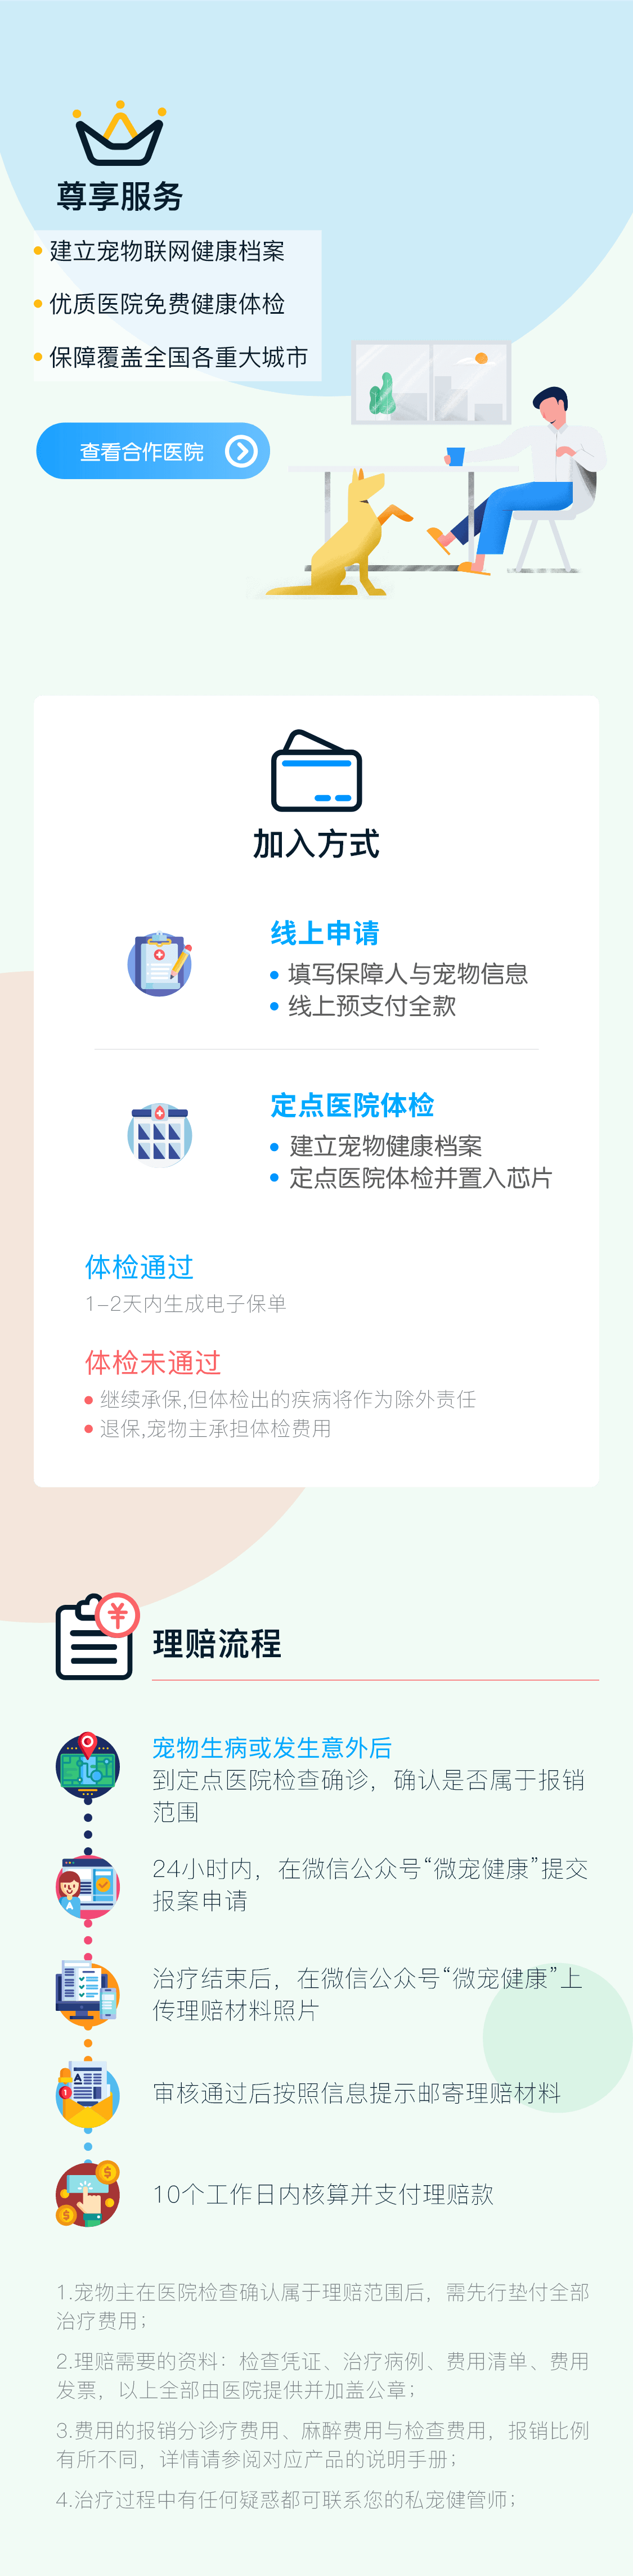 尊享服务
建立宠物联网健康档案
优质医院免费健康体检
保障覆盖全国各重大城市
查看合作医院
加入方式
线上申请
填写保障人与宠物信息
线上预支付全款
定点医院体检
建立宠物健康档案
定点医院体检并置入芯片
体检通过
1-2天内生成电子保单
体检未通过
继续承保,但体检出的疾病将作为除外责任
退保,宠物主承担体检费用
理赔流程
宠物生病或发生意外后
到定点医院检查确诊，确认是否属于报销
范围
24小时内，在微信公众号“微宠健康”提交
报案申请
治疗结束后，在微信公众号“微宠健康”上
传理赔材料照片
审核通过后按照信息提示邮寄理赔材料
10个工作日内核算并支付理赔款
1.宠物主在医院检查确认属于理赔范围后，需先行垫付全部
治疗费用；
2.理赔需要的资料：检查凭证、治疗病例、费用清单、费用
发票，以上全部由医院提供并加盖公章；
3.费用的报销分诊疗费用、麻醉费用与检查费用，报销比例
有所不同，详情请参阅对应产品的说明手册；
4.治疗过程中有任何疑惑都可联系您的私宠健管师；